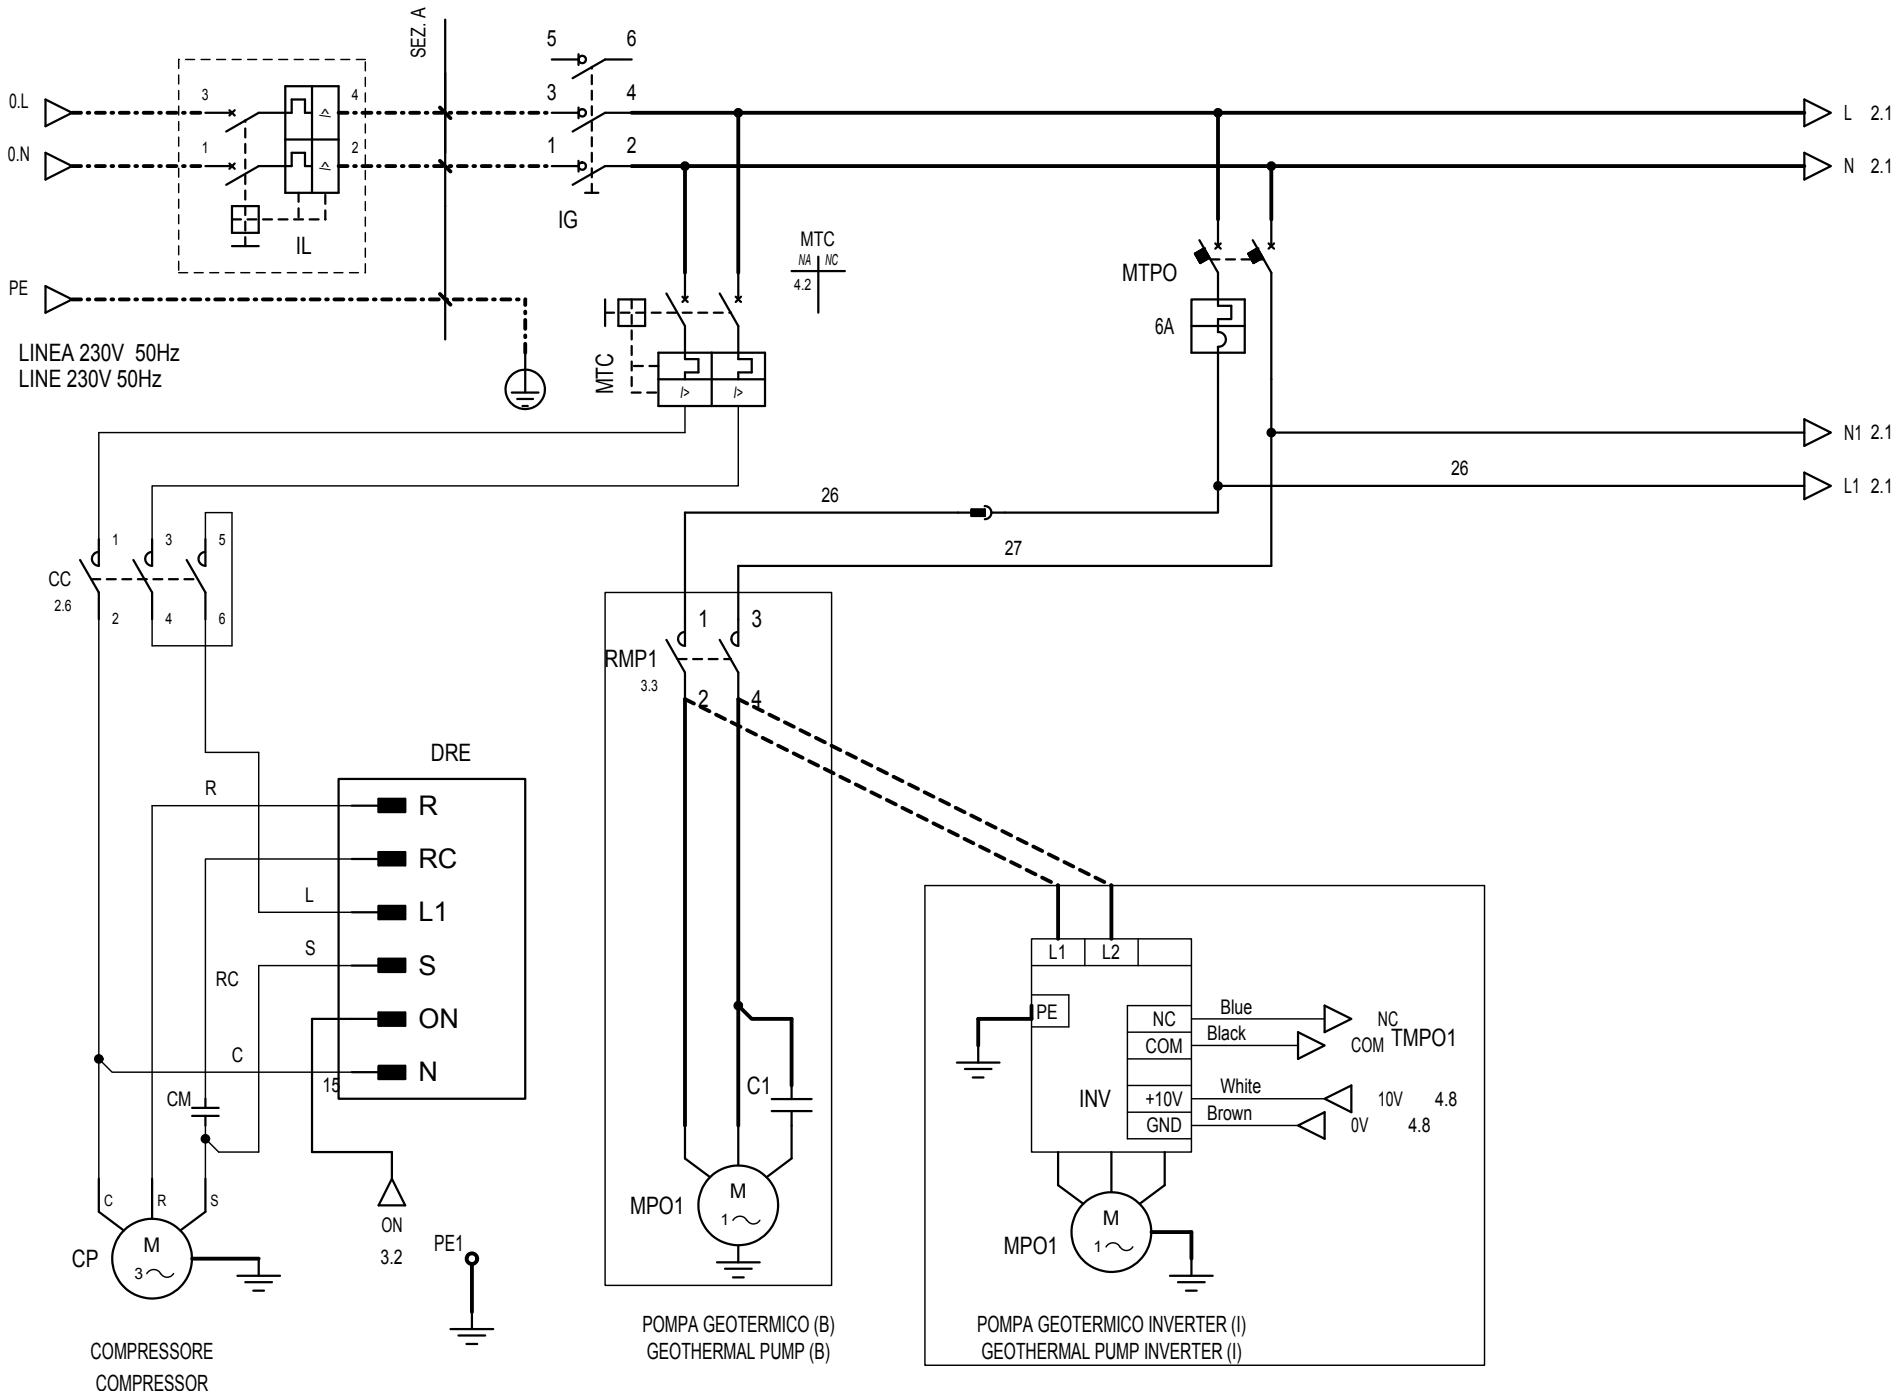 SEZ. A
5 6
0.L 3 4 3 4 L 2.1
0.N 1 2 1 2 N 2.1
IL
IG
PE
LINEA 230V 50Hz
LINE 230V 50Hz
MTC
NA NC
4.2
MTC
I> I>
MTPO
6A
N1 2.1
26
L1 2.1
26
27
1 3 5
CC
2.6
2 4 6
1 3
RMP1
3.3
2 4
DRE
R
R
RC
L
L1
S
S
RC
ON
C
N
15
CM
C R S
CP
M
3
ON
3.2
PE1
COMPRESSORE
COMPRESSOR
C1
MPO1
M
1
POMPA GEOTERMICO (B)
GEOTHERMAL PUMP (B)
L1 L2
PE
NC Blue NC
COM Black COM TMPO1
INV
+10V White 10V 4.8
GND Brown 0V 4.8
MPO1
M
1
POMPA GEOTERMICO INVERTER (I)
GEOTHERMAL PUMP INVERTER (I)